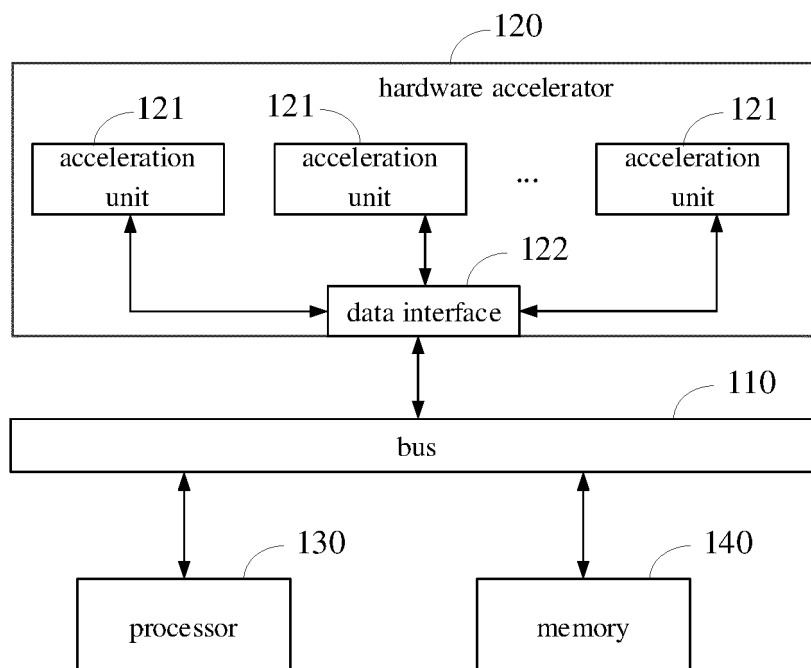 120
hardware accelerator
121
121
121
acceleration
unit
acceleration
unit
...
acceleration
unit
122
data interface
110
bus
130
140
processor
memory